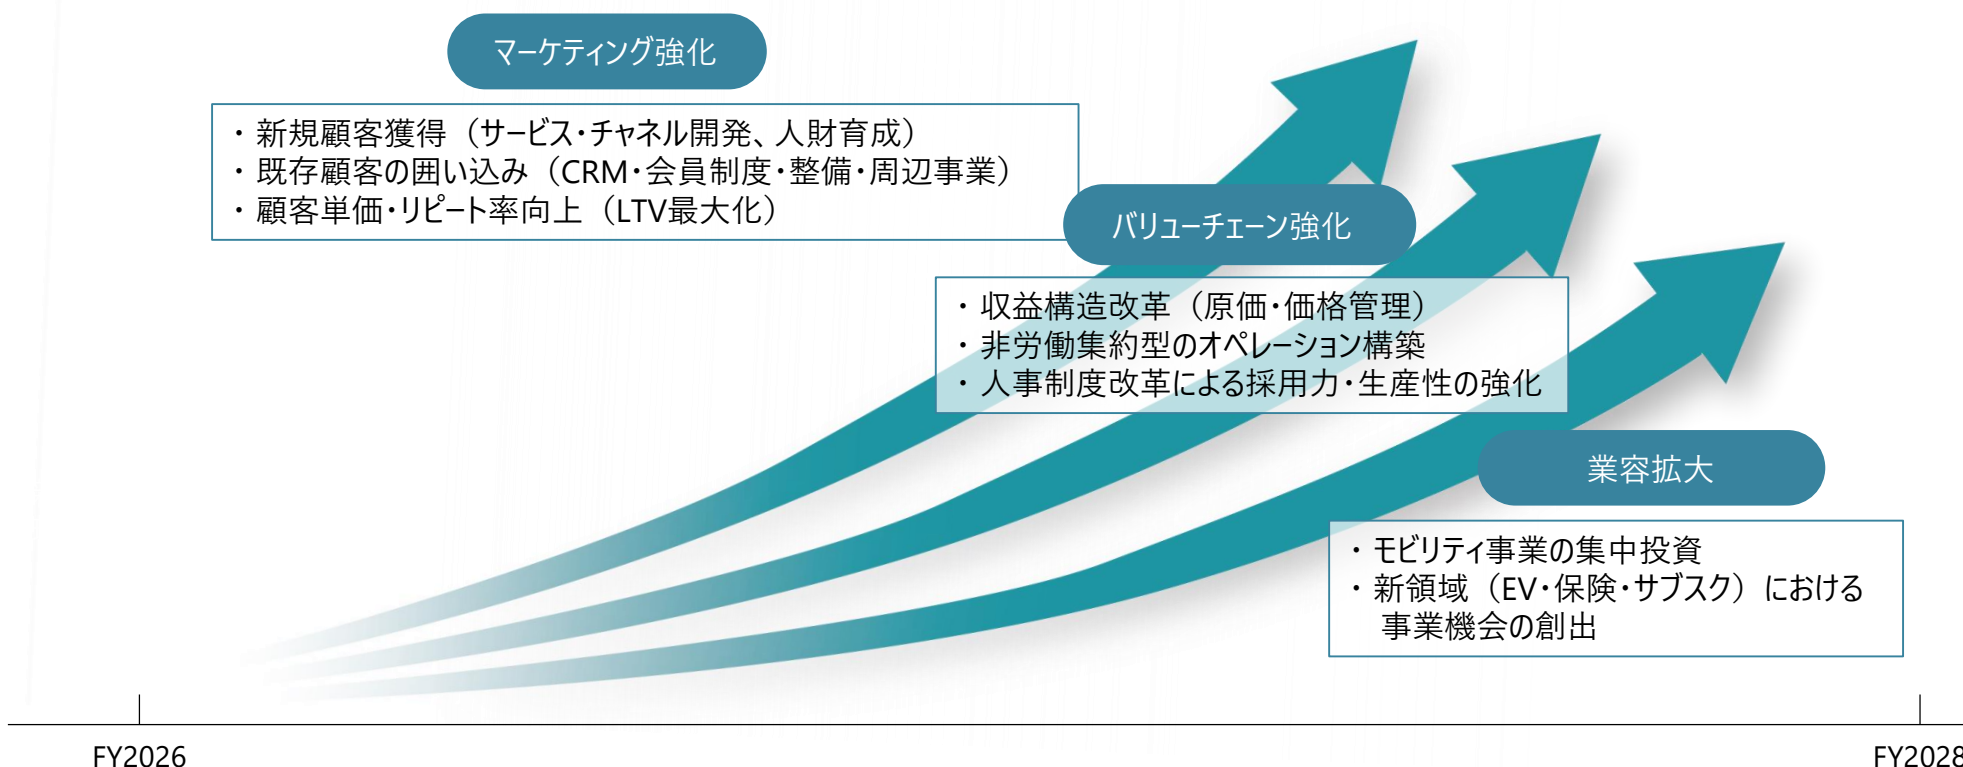 マーケティング強化
・新規顧客獲得（サービス・チャネル開発、人財育成）
・既存顧客の囲い込み（CRM・会員制度・整備・周辺事業）
・顧客単価・リピート率向上（LTV最大化）
バリューチェーン強化
・収益構造改革（原価・価格管理）
・非労働集約型のオペレーション構築
・人事制度改革による採用力・生産性の強化
業容拡大
・モビリティ事業の集中投資
・新領域（EV・保険・サブスク）における
事業機会の創出
FY2026
FY2028